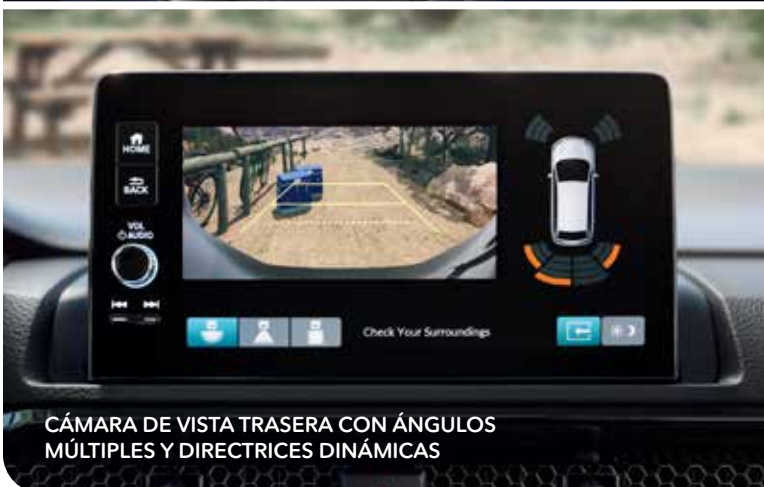 HOME
BACK
VOL
AUDIO
Check Your Surroundings
CÁMARA DE VISTA TRASERA CON ÁNGULOS
MÚLTIPLES Y DIRECTRICES DINÁMICAS